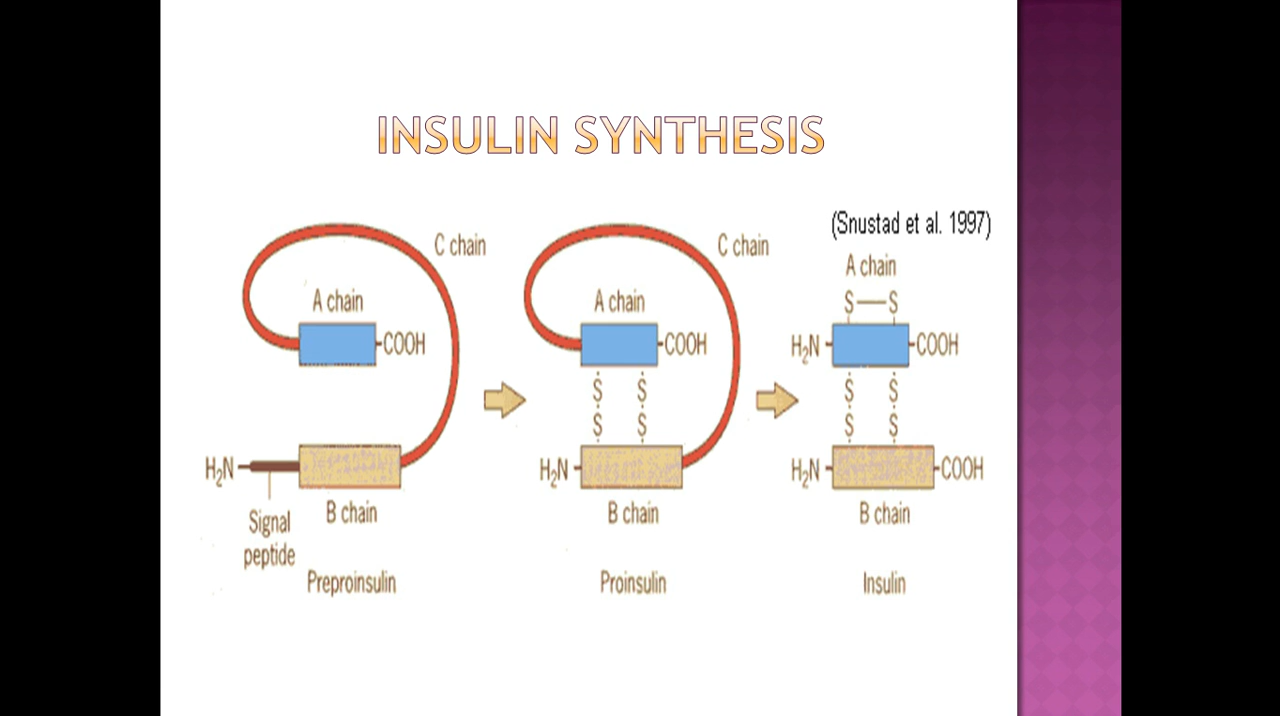 INSULIN SYNTHESIS
(Snustad et al. 1997)
C chain
A chain
COOH
H₂N
Signal
peptide
B chain
Preproinsulin
C chain
A chain
COOH
S S
S S
H₂N
B chain
Proinsulin
A chain
S—S
H₂N
COOH
S S
S S
H₂N
COOH
B chain
Insulin